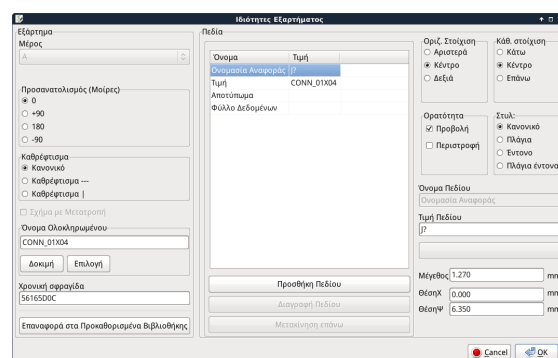 Ιδιότητες Εξαρτήματος
Εξάρτημα
Μέρος
A
Προσανατολισμός (Μοίρες)
0
+90
180
-90
Καθρέφτισμα
Κανονικό
Καθρέφτισμα ---
Καθρέφτισμα |
Σχήμα με Μετατροπή
Όνομα Ολοκληρωμένου
CONN_01X04
Δοκιμή Επιλογή
Χρονική σφραγίδα
56165D0C
Επαναφορά στα Προκαθορισμένα Βιβλιοθήκης
Πεδία
Όνομα Τιμή
Ονομασία Αναφοράς J?
Τιμή CONN_01X04
Αποτύπωμα
Φύλλο Δεδομένων
Προσθήκη Πεδίου
Διαγραφή Πεδίου
Μετακίνηση επάνω
Οριζ. Στοίχιση
Αριστερά
Κέντρο
Δεξιά
Κάθ. στοίχιση
Κάτω
Κέντρο
Επάνω
Ορατότητα
Προβολή
Περιστροφή
Στυλ:
Κανονικό
Πλάγια
Έντονο
Πλάγια έντονα
Όνομα Πεδίου
Ονομασία Αναφοράς
Τιμή Πεδίου
J?
Μέγεθος 1.270 mm
ΘέσηΧ 0.000 mm
ΘέσηΨ 6.350 mm
Cancel OK